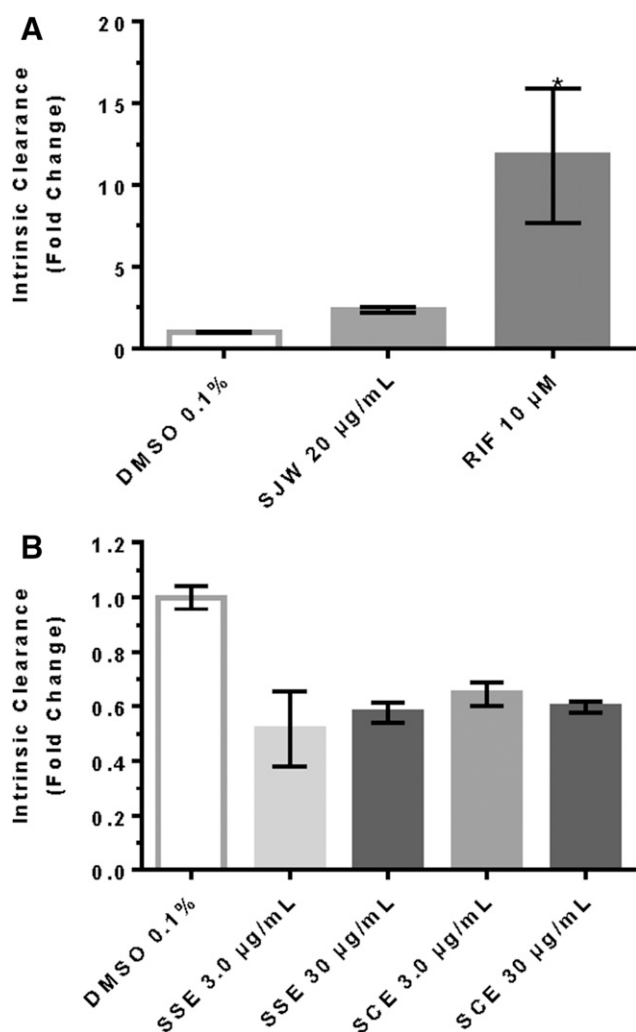 A
Intrinsic Clearance
(Fold Change)
20
15
10
5
0
*
DMSO 0.1%
SJW 20 µg/mL
RIF 10 µM
B
Intrinsic Clearance
(Fold Change)
1.2
1.0
0.8
0.6
0.4
0.2
0.0
DMSO 0.1%
SSE 3.0 µg/mL
SSE 30 µg/mL
SCE 3.0 µg/mL
SCE 30 µg/mL